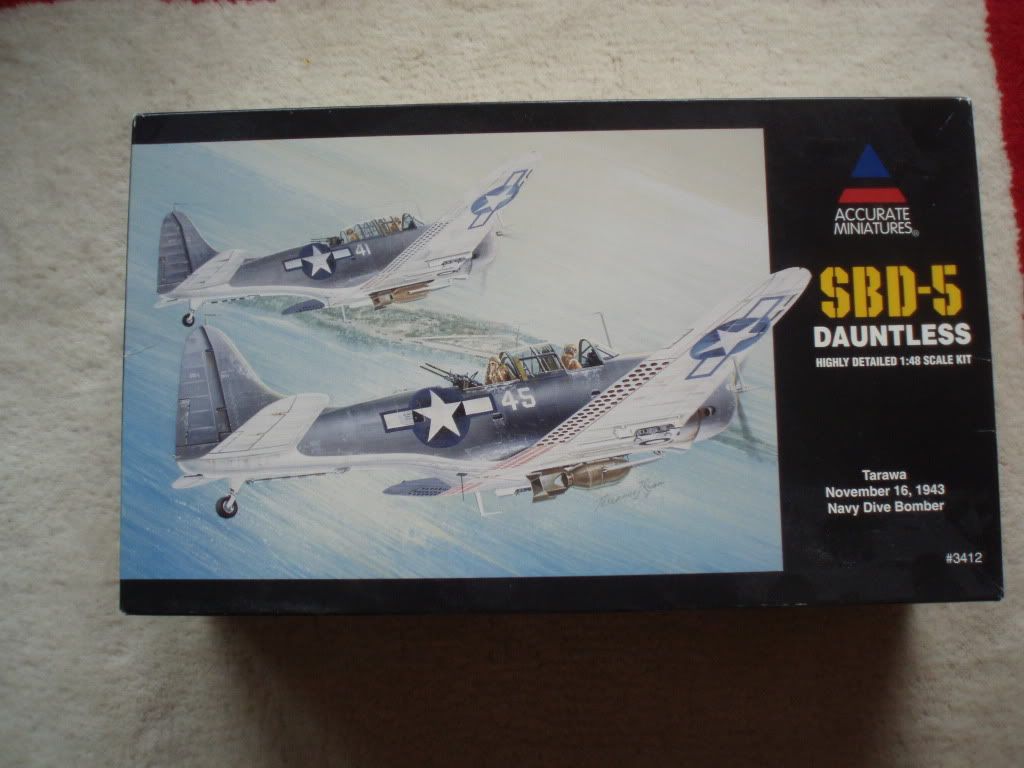 ACCURATE
MINIATURES®
SBD-5
DAUNTLESS
HIGHLY DETAILED 1:48 SCALE KIT
41
45
Tarawa
November 16, 1943
Navy Dive Bomber
#3412